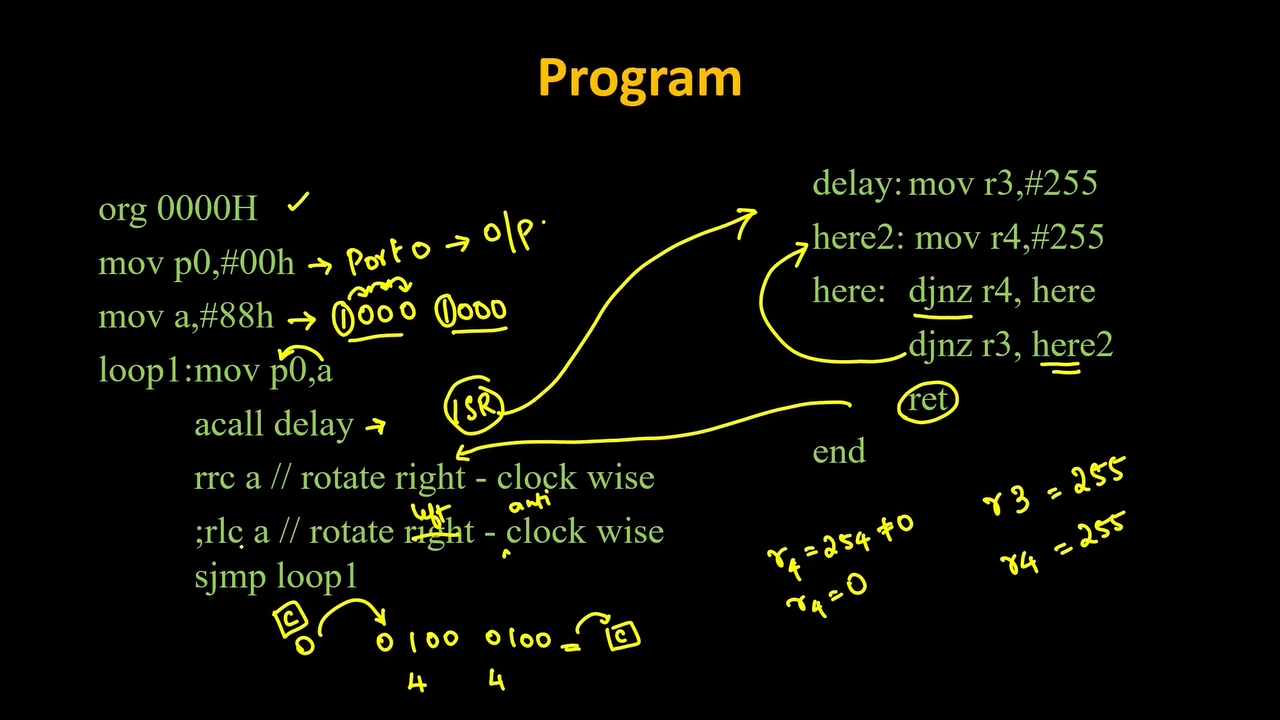 Program
org 0000H
mov p0,#00h → Port 0 → O/P.
mov a,#88h → 1000 1000
loop1:mov p0,a
acall delay →
ISR
rrc a // rotate right - clock wise
left anti
;rlc a // rotate right - clock wise
sjmp loop1
C
0 0 100 0100 = C
4 4
delay: mov r3,#255
here2: mov r4,#255
here: djnz r4, here
djnz r3, here2
ret
end
r3 = 255
r4 = 255
r4 = 254 ≠ 0
r4 = 0